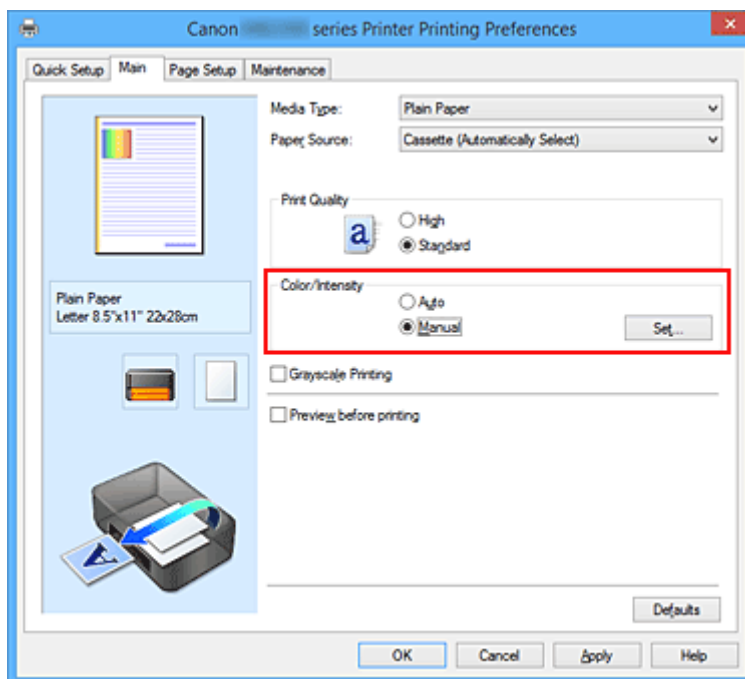 Canon series Printer Printing Preferences
Quick Setup Main Page Setup Maintenance
Media Type: Plain Paper
Paper Source: Cassette (Automatically Select)
Print Quality
High
a
Standard
Color/Intensity
Plain Paper
Auto
Letter 8.5"x11" 22x28cm
Manual Set...
Grayscale Printing
Preview before printing
A
Defaults
OK Cancel Apply Help